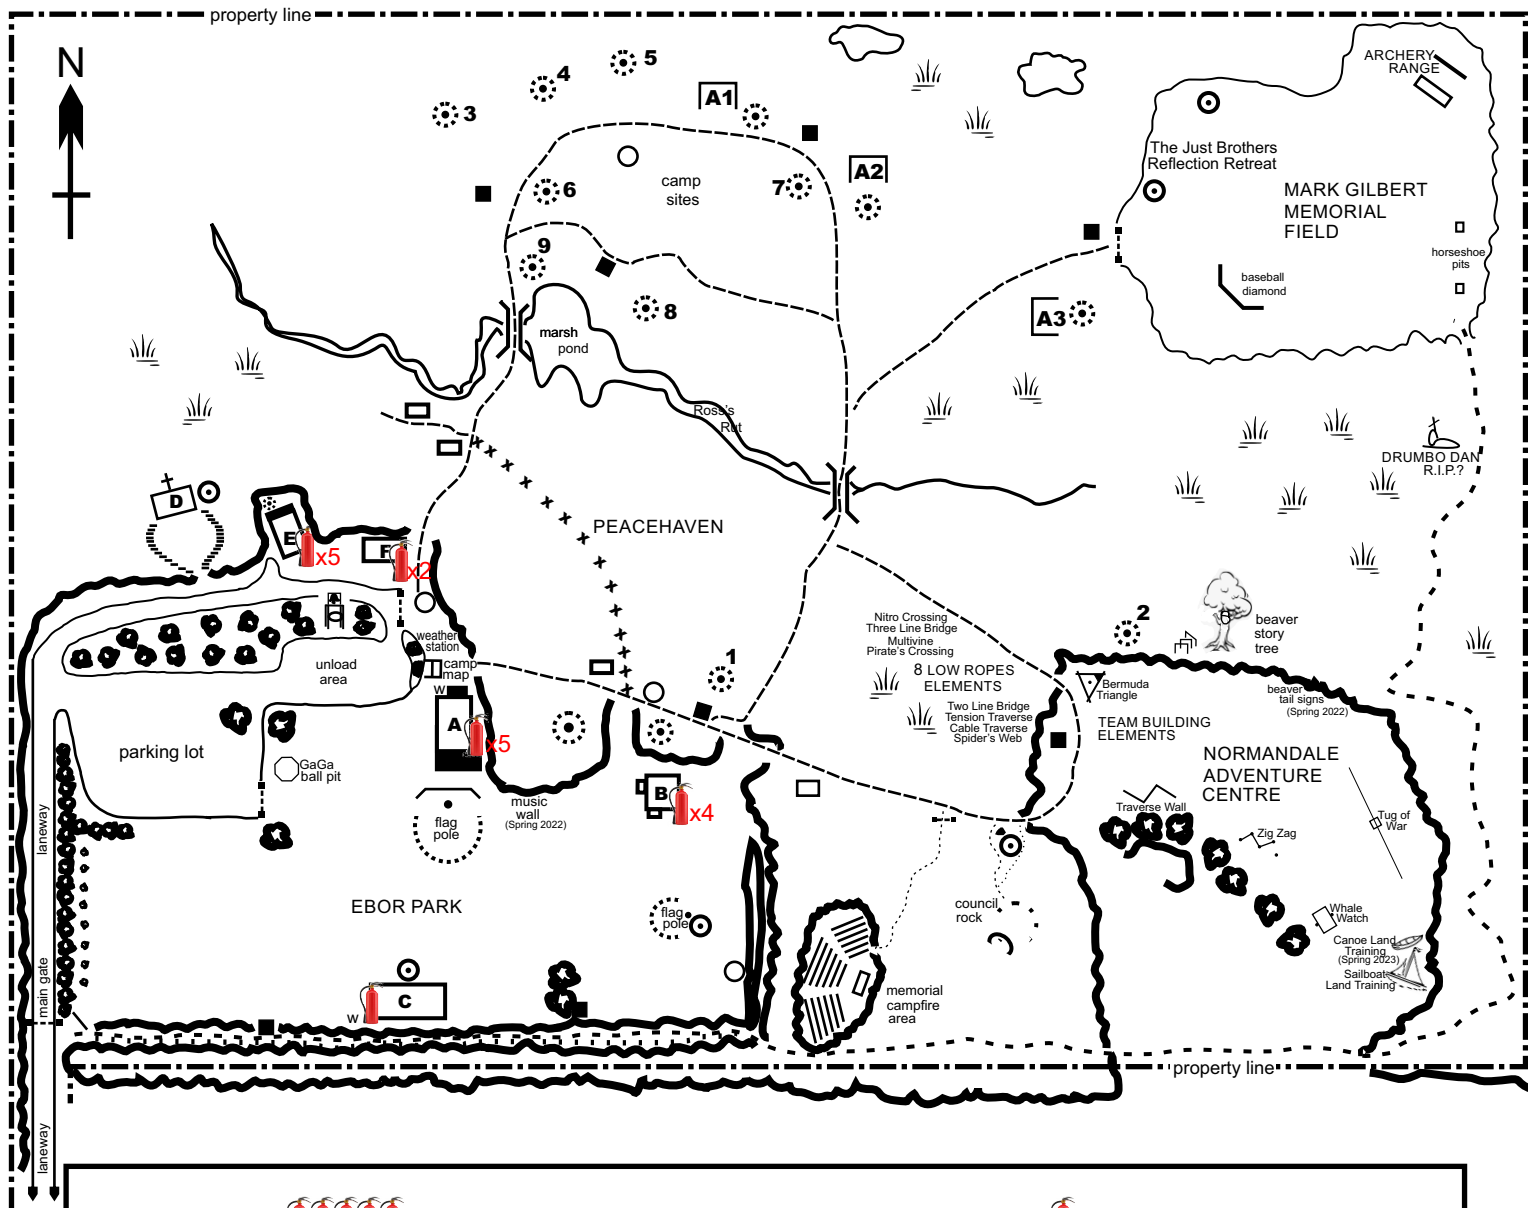 property line
N
5
4
3
A1
ARCHERY
RANGE
The Just Brothers
Reflection Retreat
A2
camp
sites
6
7
MARK GILBERT
MEMORIAL
FIELD
9
horseshoe
pits
baseball
diamond
8
A3
marsh
pond
Ross's
Rut
DRUMBO DAN
R.I.P.?
D
PEACEHAVEN
E
x5
F
x2
2
beaver
story
tree
Nitro Crossing
Three Line Bridge
Multivine
Pirate's Crossing
weather
station
camp
map
unload
area
1
8 LOW ROPES
ELEMENTS
Bermuda
Triangle
beaver
tail signs
(Spring 2022)
W
A
x5
Two Line Bridge
Tension Traverse
Cable Traverse
Spider's Web
TEAM BUILDING
ELEMENTS
parking lot
GaGa
ball pit
NORMANDALE
ADVENTURE
CENTRE
music
wall
(Spring 2022)
B
x4
flag
pole
Traverse Wall
Zig Zag
Tug of
War
laneway
EBOR PARK
flag
pole
council
rock
Whale
Watch
Canoe Land
Training
(Spring 2023)
Sailboat
Land Training
main gate
C
W
memorial
campfire
area
property line
laneway